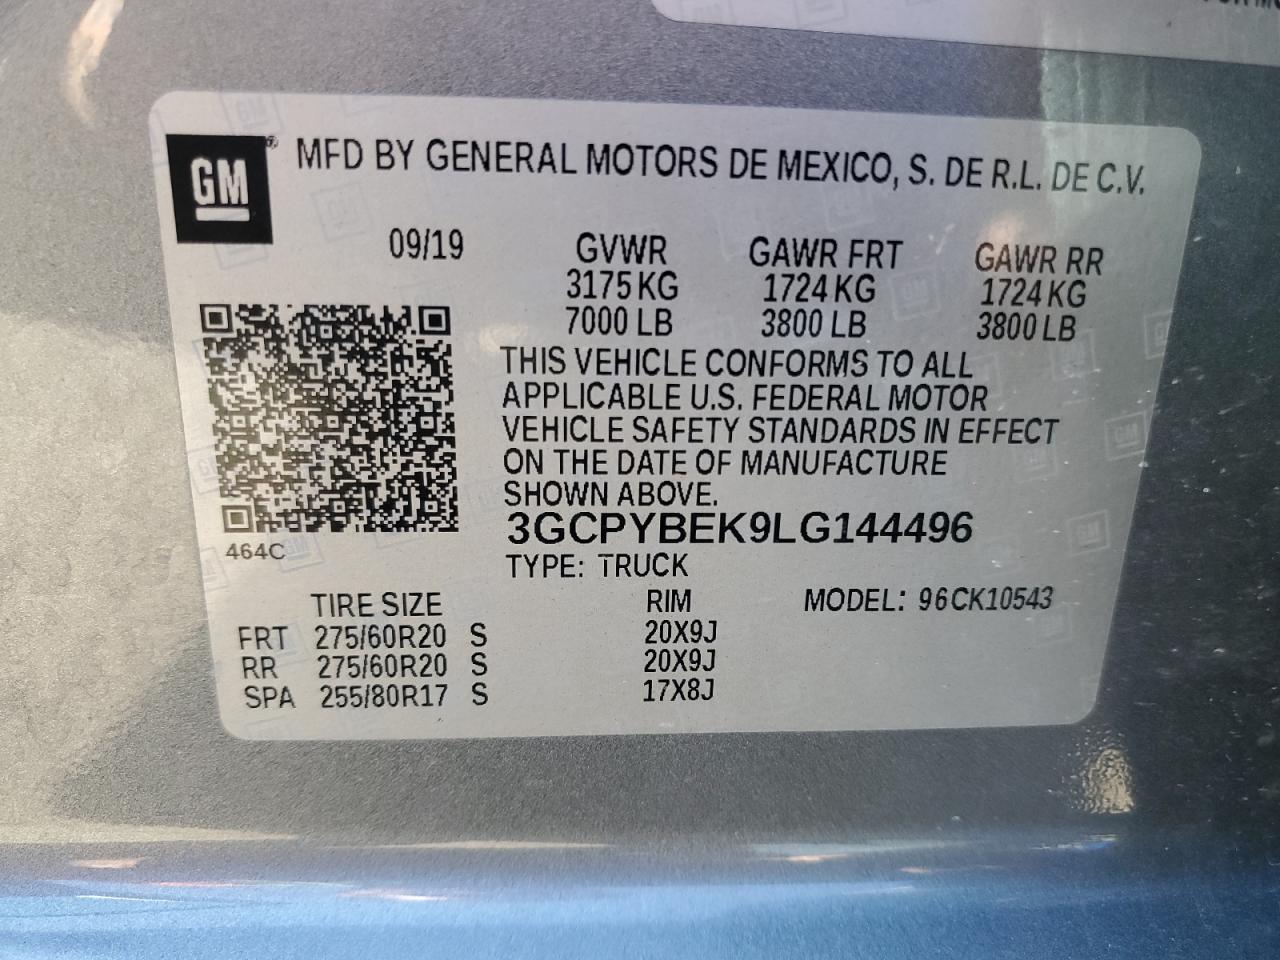 GM
MFD BY GENERAL MOTORS DE MEXICO, S. DE R.L. DE C.V.
09/19 GVWR GAWR FRT GAWR RR
3175 KG 1724 KG 1724 KG
7000 LB 3800 LB 3800 LB
THIS VEHICLE CONFORMS TO ALL
APPLICABLE U.S. FEDERAL MOTOR
VEHICLE SAFETY STANDARDS IN EFFECT
ON THE DATE OF MANUFACTURE
SHOWN ABOVE.
3GCPYBEK9LG144496
464C
TYPE: TRUCK
TIRE SIZE RIM MODEL: 96CK10543
FRT 275/60R20 S 20X9J
RR 275/60R20 S 20X9J
SPA 255/80R17 S 17X8J